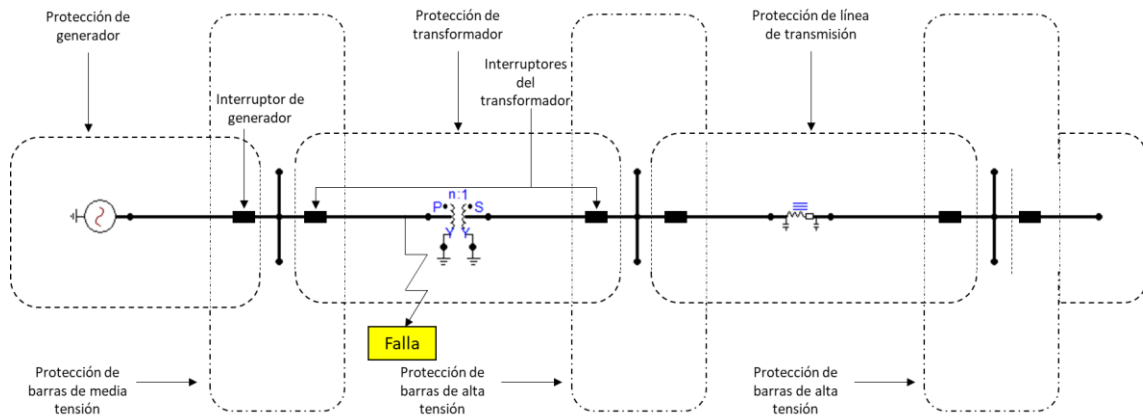 Protección de
generador
Protección de
transformador
Protección de línea
de transmisión
Interruptores
del
transformador
Interruptor de
generador
n:1
P
S
Y
Y
Falla
Protección de
barras de media
tensión
Protección de
barras de alta
tensión
Protección de
barras de alta
tensión